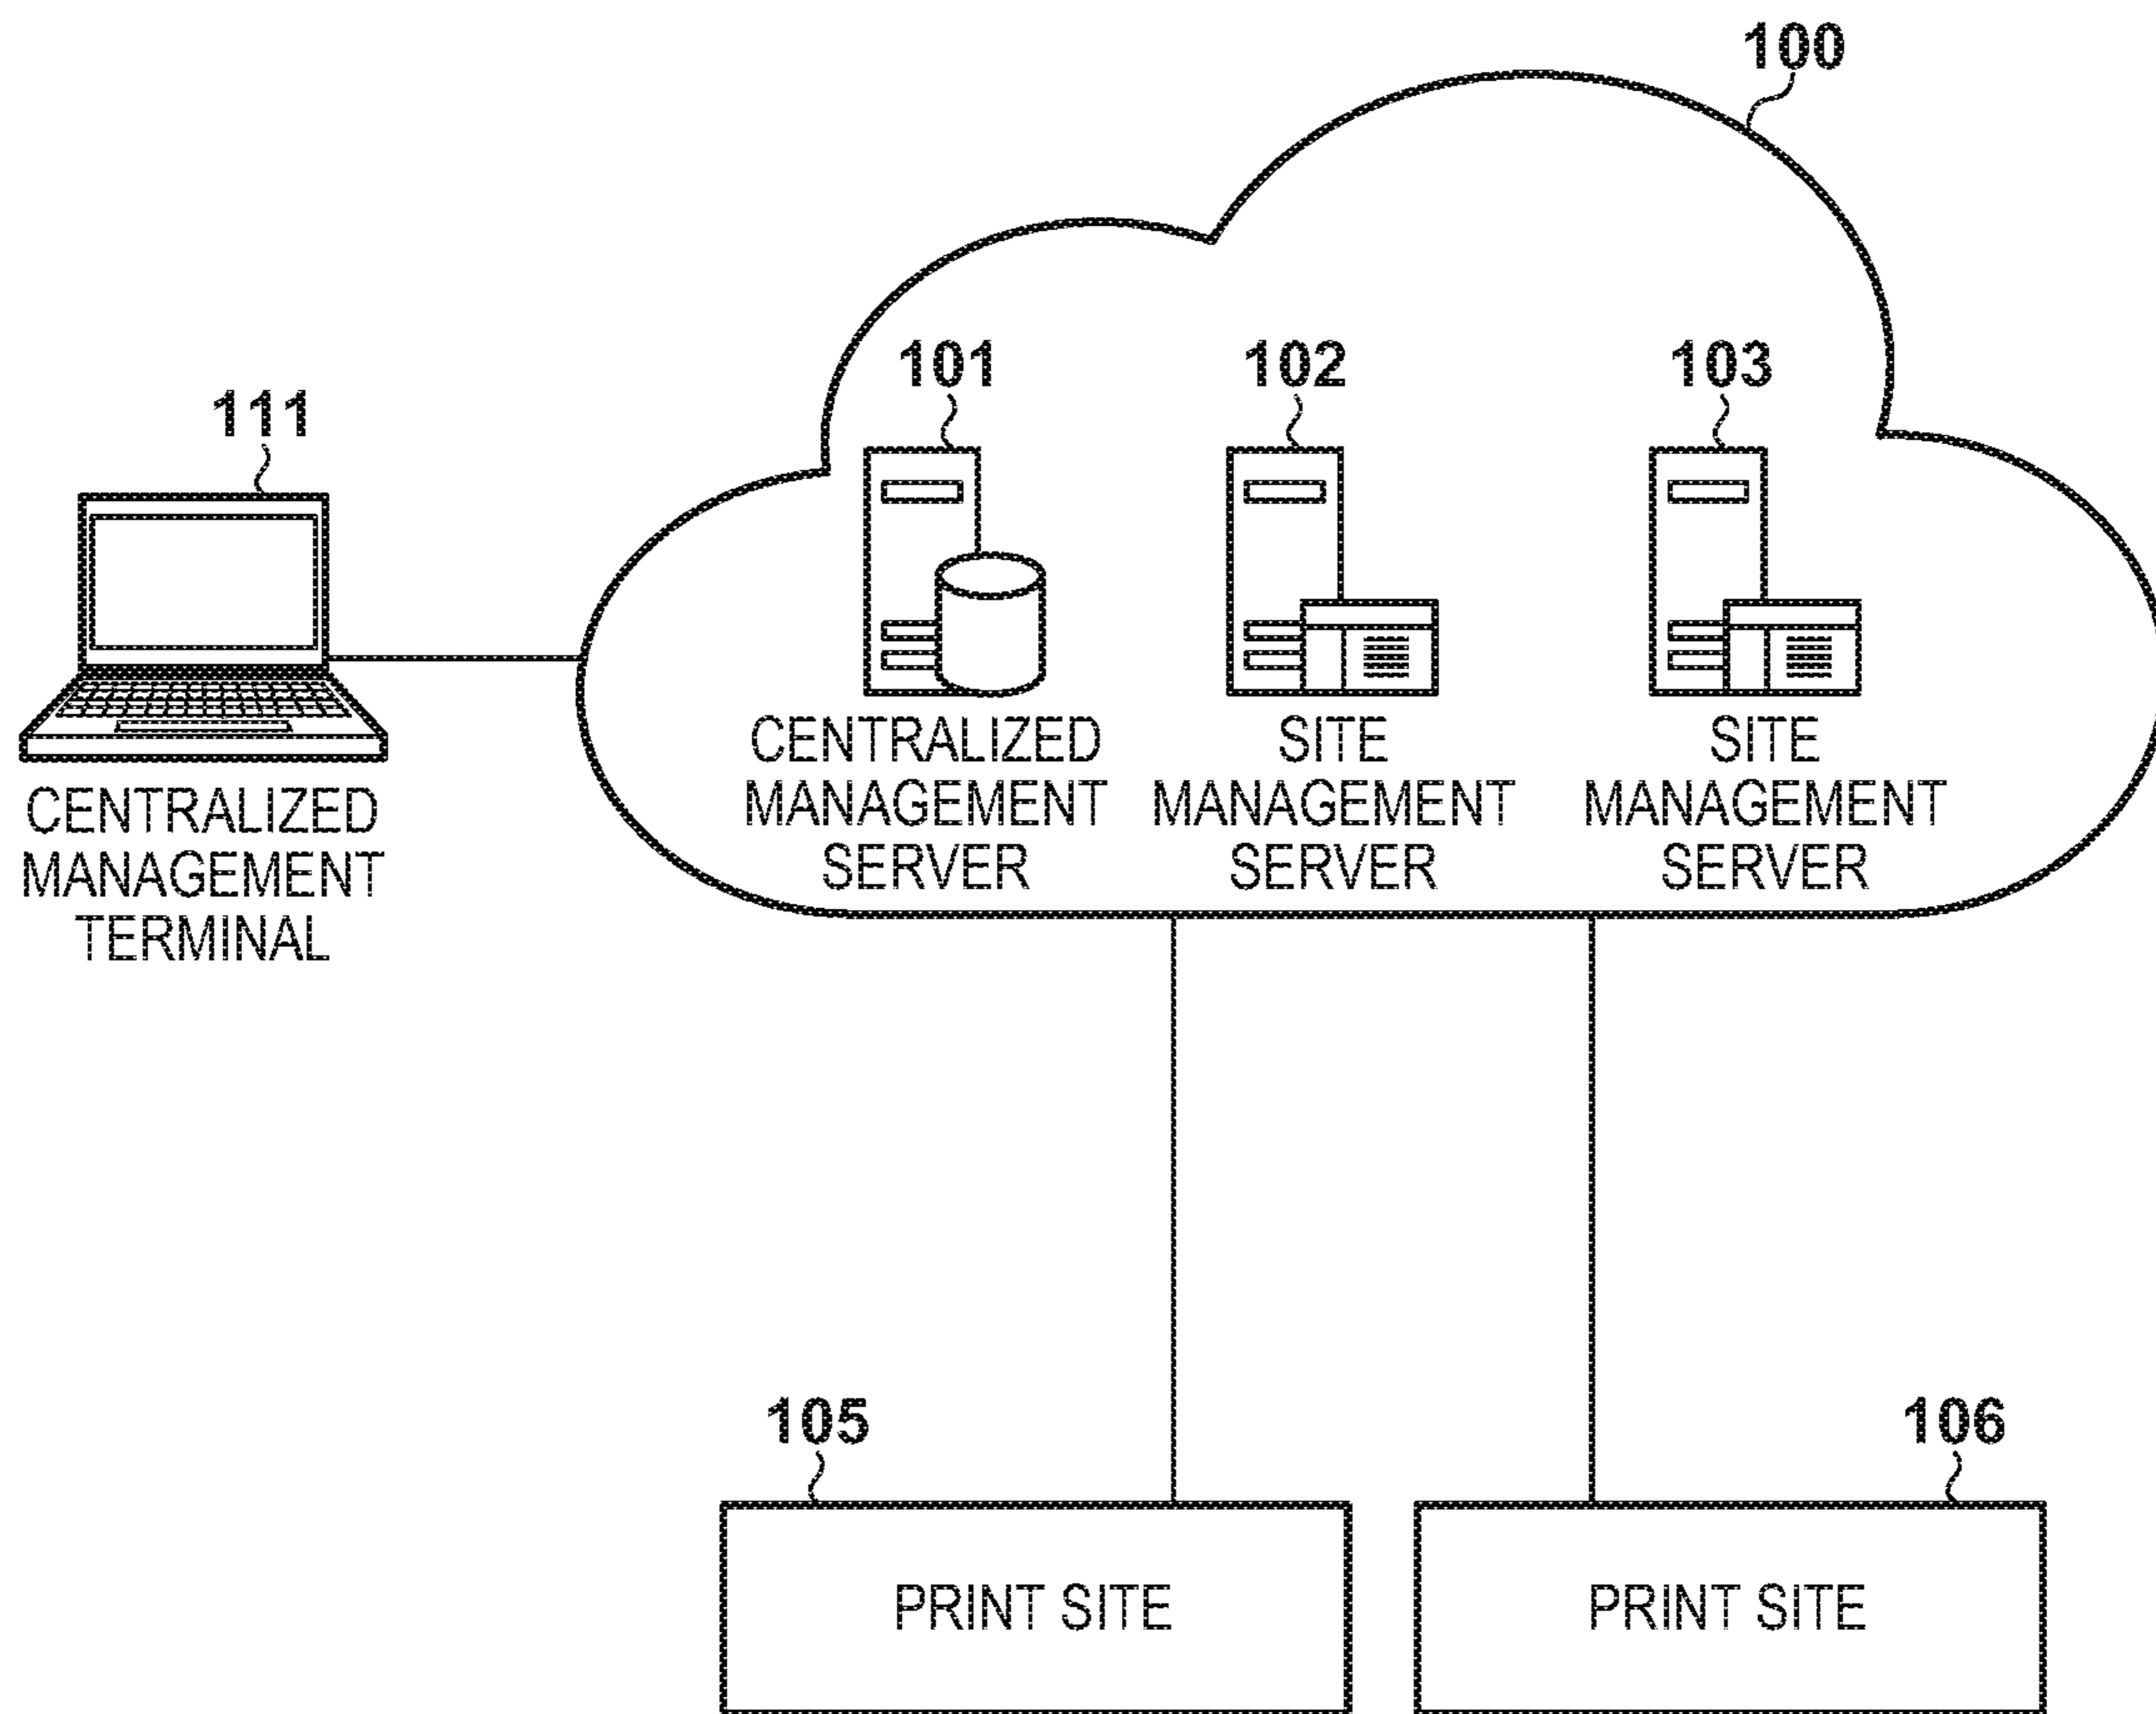 100
101
102
103
111
CENTRALIZED
MANAGEMENT
SERVER
SITE
MANAGEMENT
SERVER
SITE
MANAGEMENT
SERVER
CENTRALIZED
MANAGEMENT
TERMINAL
105
106
PRINT SITE
PRINT SITE